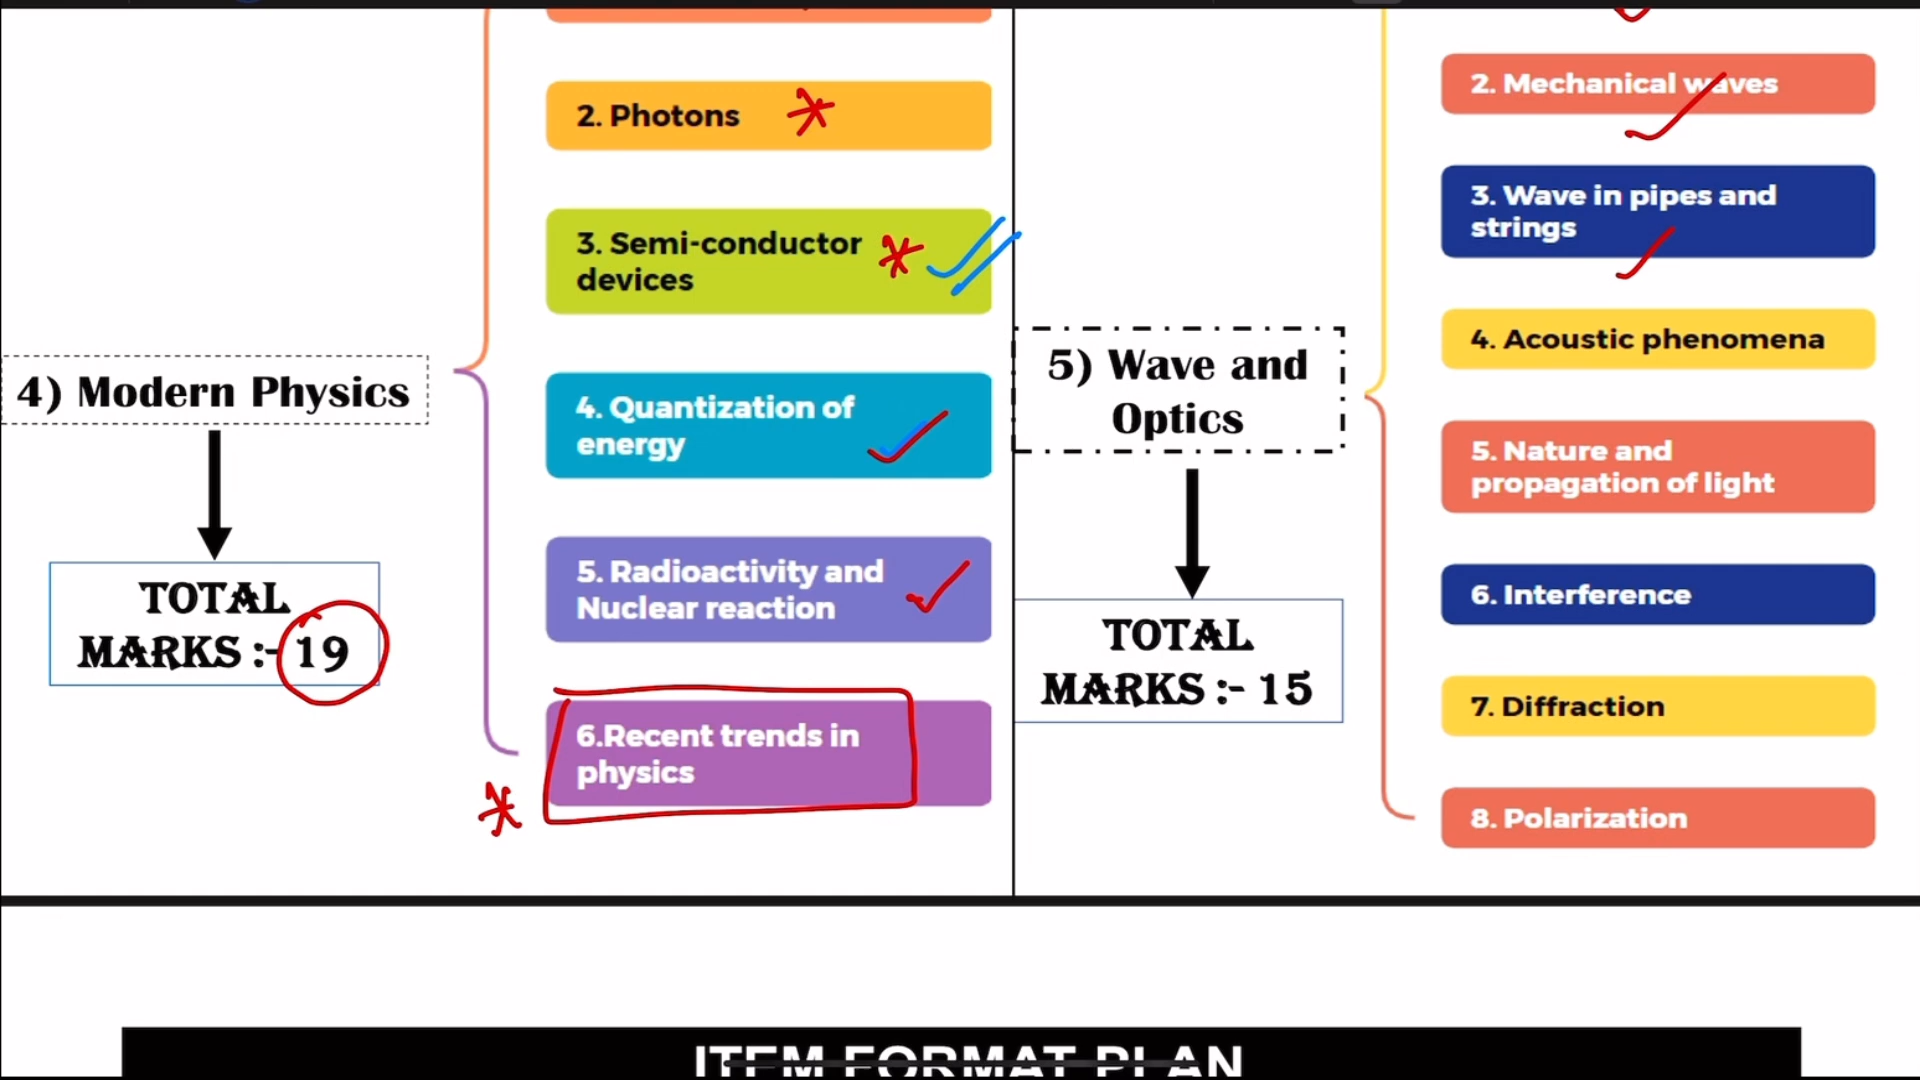 2. Photons
3. Semi-conductor
devices
4) Modern Physics
4. Quantization of
energy
5. Radioactivity and
Nuclear reaction
TOTAL
MARKS :- 19
6.Recent trends in
physics
2. Mechanical waves
3. Wave in pipes and
strings
4. Acoustic phenomena
5) Wave and
Optics
5. Nature and
propagation of light
6. Interference
TOTAL
MARKS :- 15
7. Diffraction
8. Polarization
ITEM FORMAT PLAN